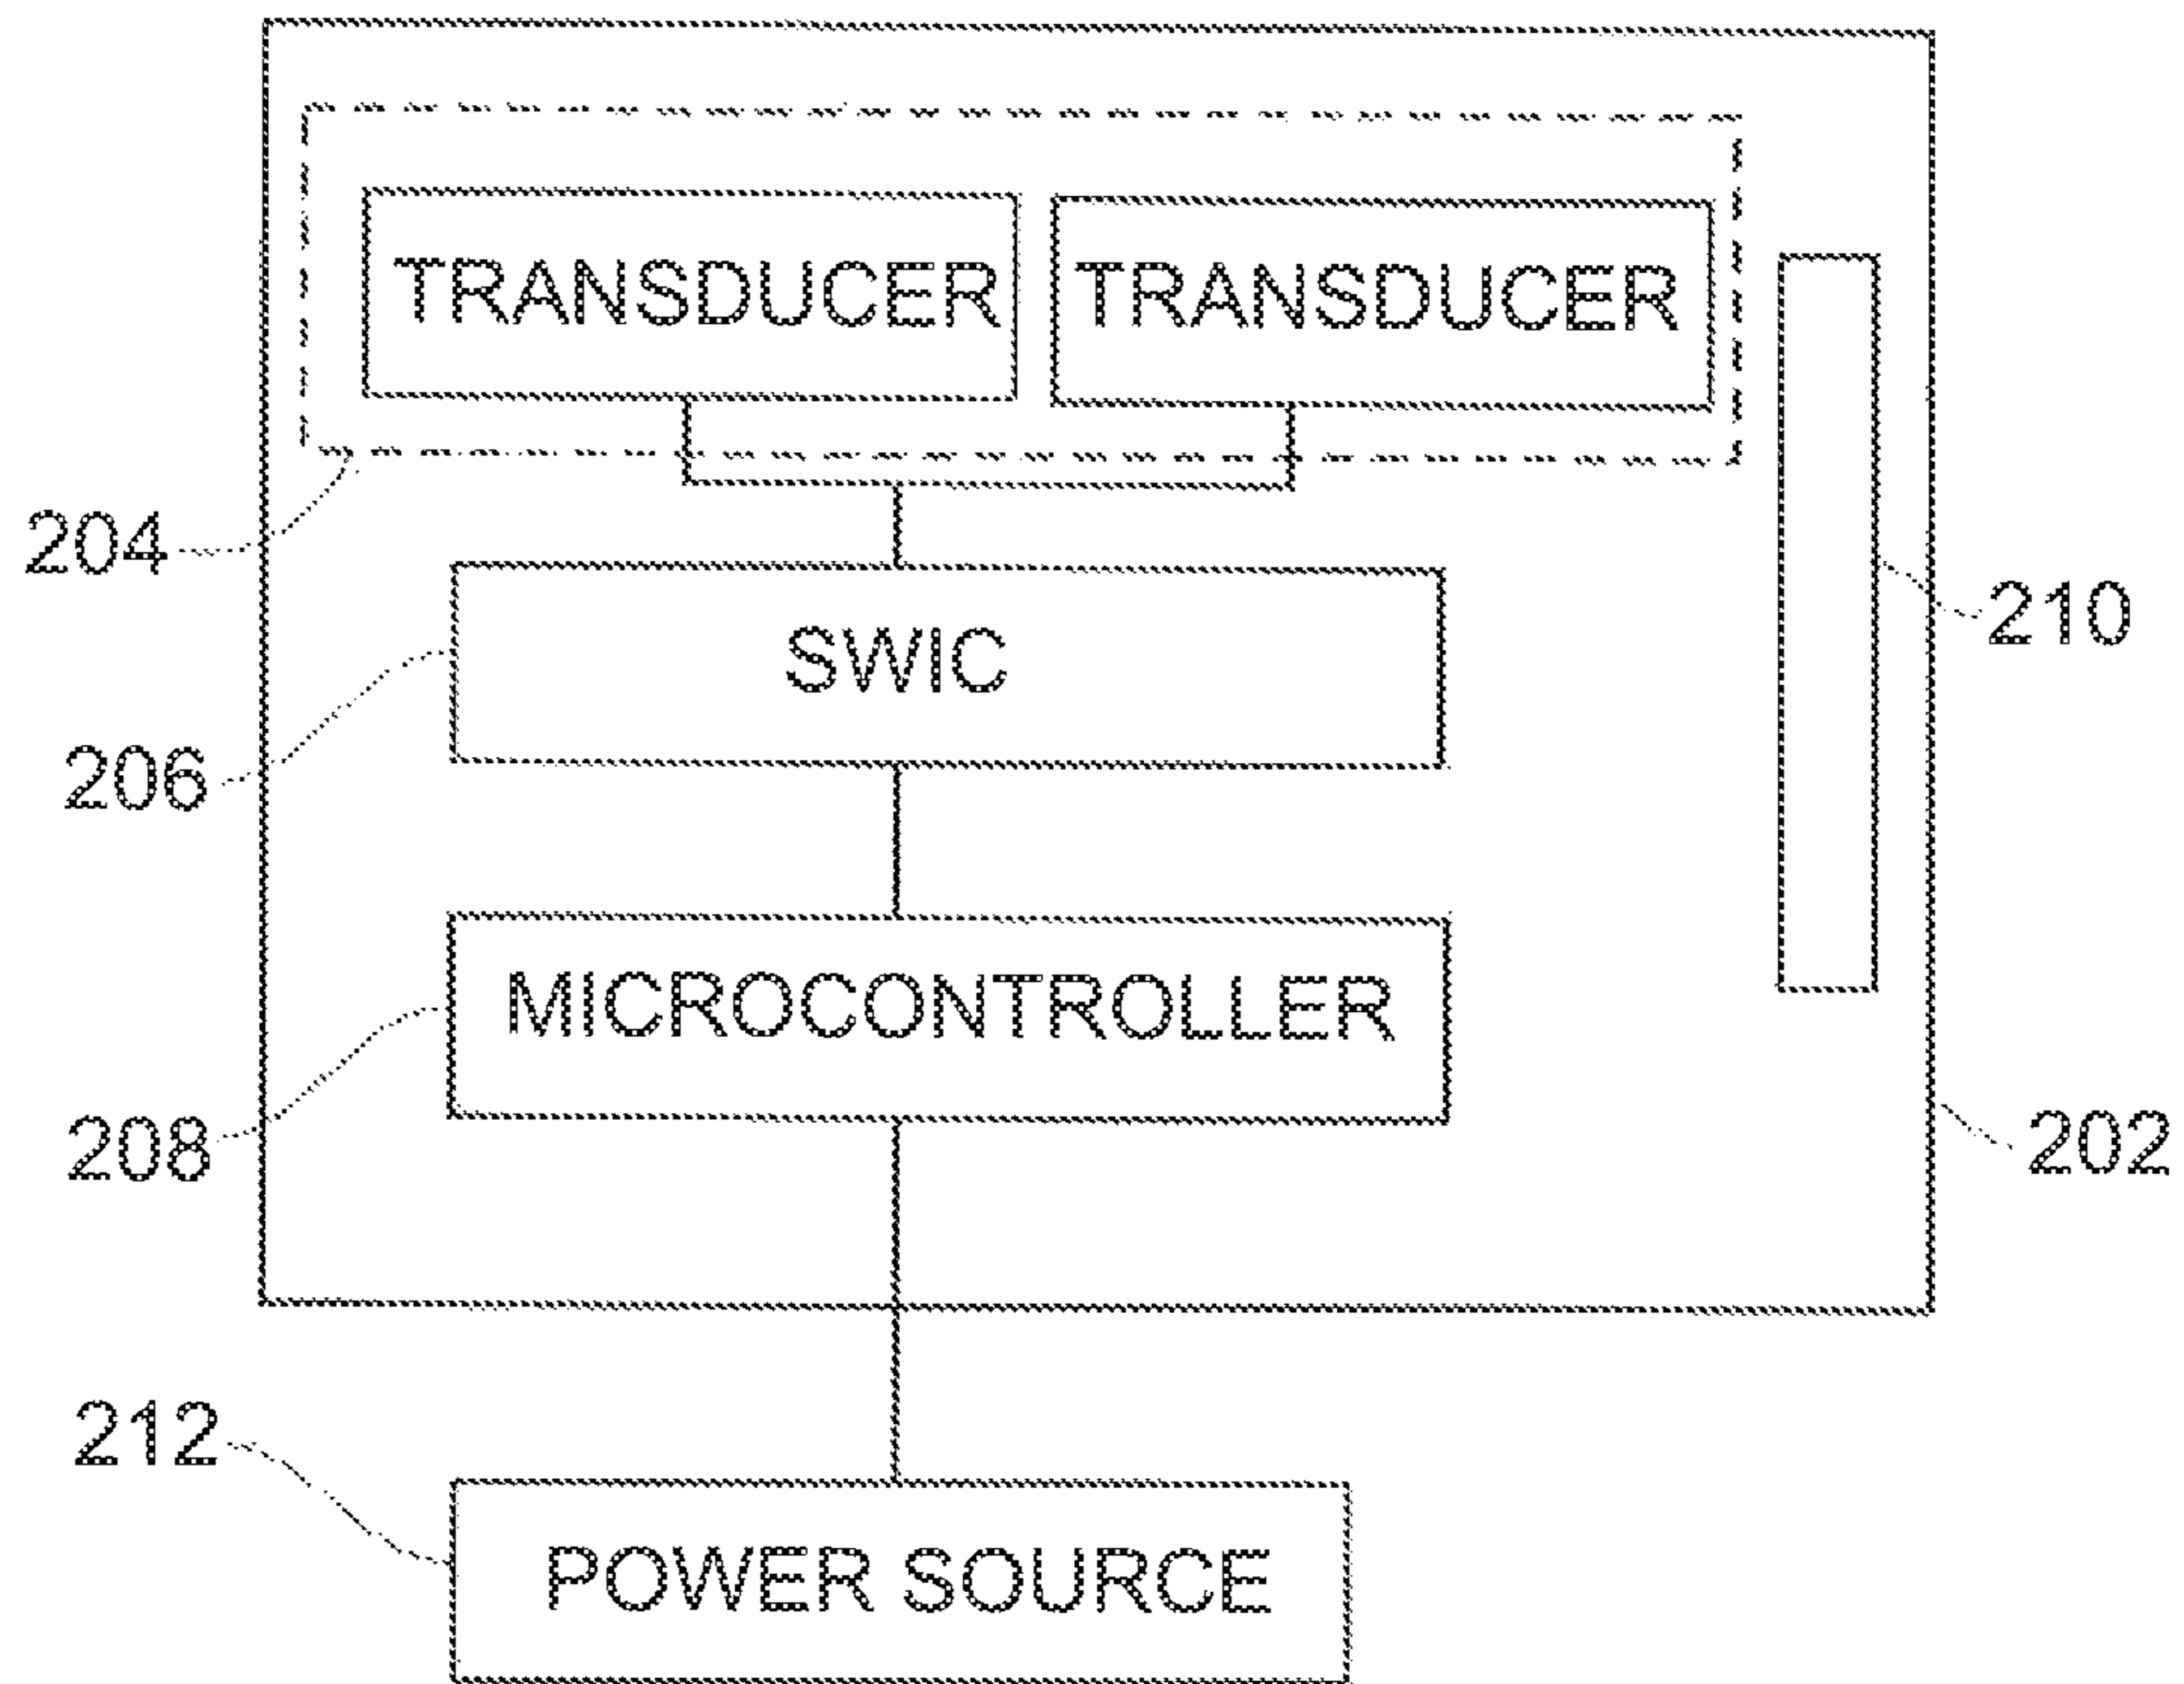 TRANSDUCER TRANSDUCER
204
210
SWIC
206
MICROCONTROLLER
208
202
212
POWER SOURCE